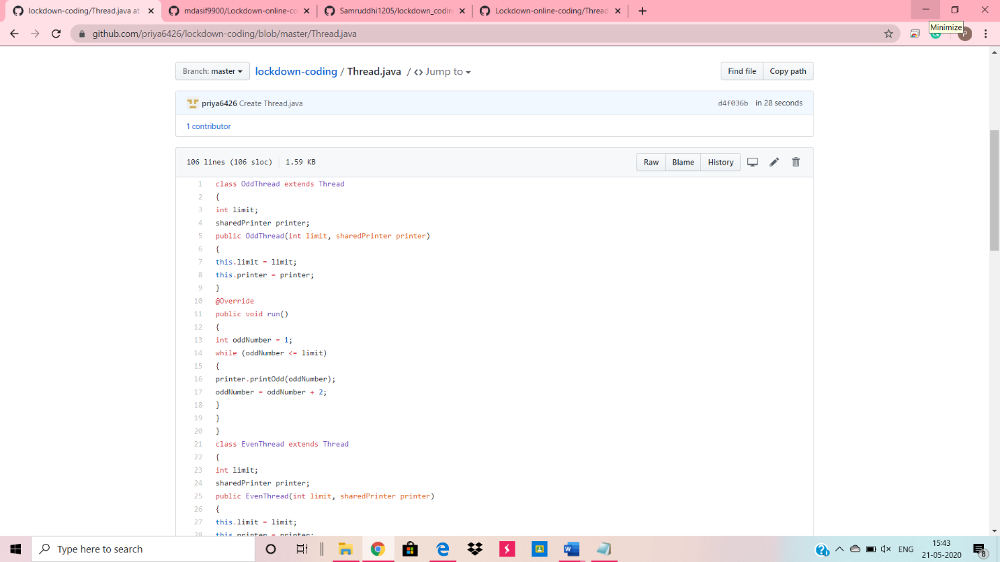 lockdown-coding/Thread.java at
mdasif9900/Lockdown-online-co
Samruddhi1205/lockdown_codin
Lockdown-online-coding/Thread
github.com/priya6426/lockdown-coding/blob/master/Thread.java
Minimize
P
Branch: master
lockdown-coding / Thread.java / <> Jump to
Find file
Copy path
priya6426 Create Thread.java
d4f036b in 28 seconds
1 contributor
106 lines (106 sloc) 1.59 KB
Raw
Blame
History
1 class OddThread extends Thread
2 {
3 int limit;
4 sharedPrinter printer;
5 public OddThread(int limit, sharedPrinter printer)
6 {
7 this.limit = limit;
8 this.printer = printer;
9 }
10 @Override
11 public void run()
12 {
13 int oddNumber = 1;
14 while (oddNumber <= limit)
15 {
16 printer.printOdd(oddNumber);
17 oddNumber = oddNumber + 2;
18 }
19 }
20 }
21 class EvenThread extends Thread
22 {
23 int limit;
24 sharedPrinter printer;
25 public EvenThread(int limit, sharedPrinter printer)
26 {
27 this.limit = limit;
28 this.printer = printer;
Type here to search
ENG
15:43
21-05-2020
8